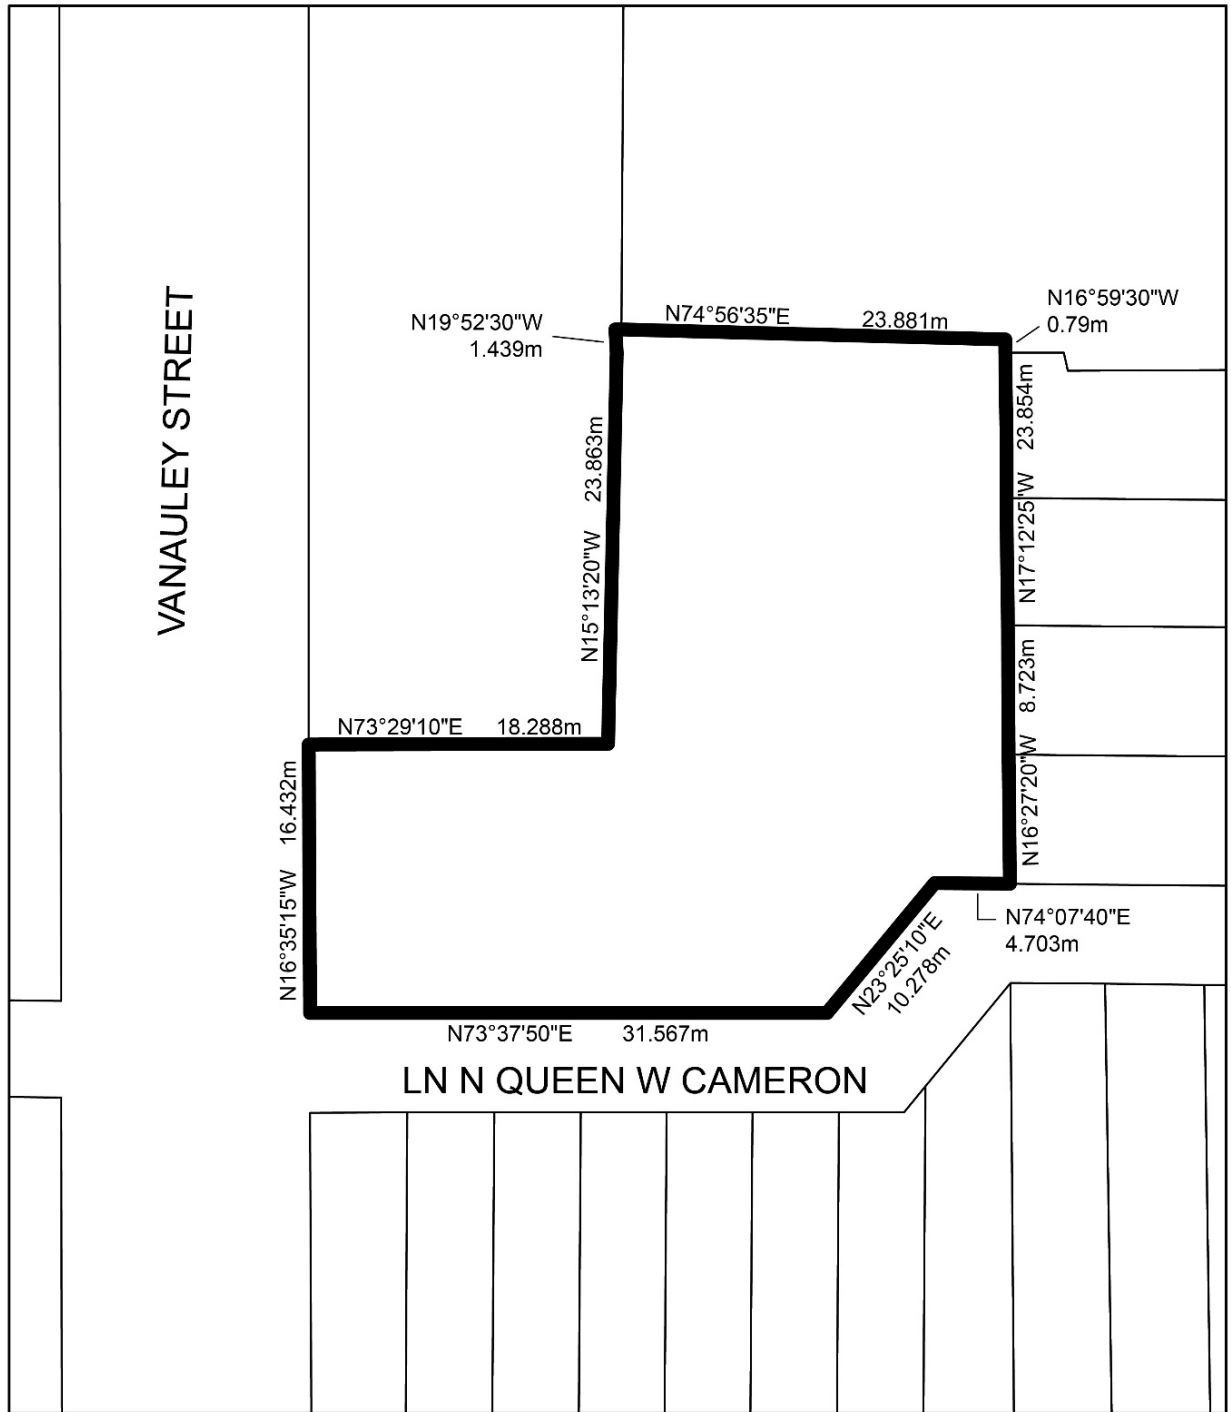 N16°59'30"W
0.79m
N74°56'35"E 23.881m
N19°52'30"W
1.439m
VANAULEY STREET
N15°13'20"W 23.863m
N17°12'25"W 23.854m
N73°29'10"E 18.288m
N16°27'20"W 8.723m
N16°35'15"W 16.432m
N74°07'40"E
4.703m
N23°25'10"E
10.278m
N73°37'50"E 31.567m
LN N QUEEN W CAMERON